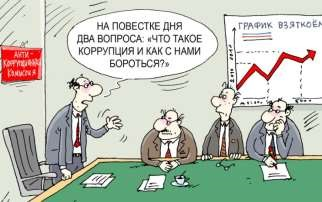 НА ПОВЕСТКЕ ДНЯ
ДВА ВОПРОСА: «ЧТО ТАКОЕ
КОРРУПЦИЯ И КАК С НАМИ
БОРОТЬСЯ?»
ГРАФИК ВЗЯТКОЁМ
АНТИ-
КОРРУПЦИОННАЯ
КОМИССИЯ